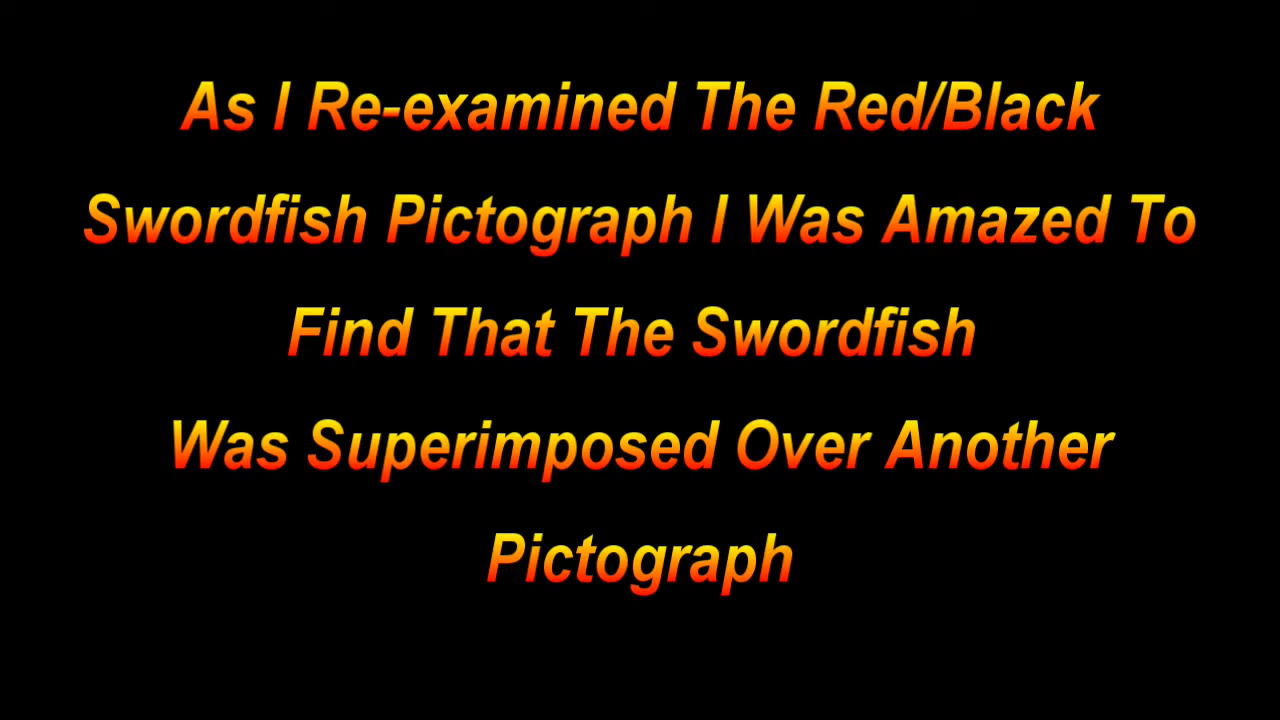 As I Re-examined The Red/Black
Swordfish Pictograph I Was Amazed To
Find That The Swordfish
Was Superimposed Over Another
Pictograph